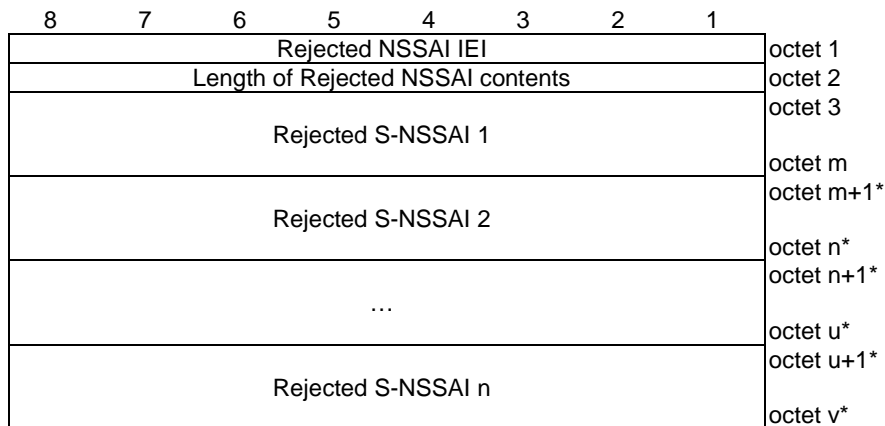 8 7 6 5 4 3 2 1
Rejected NSSAI IEI octet 1
Length of Rejected NSSAI contents octet 2
octet 3
Rejected S-NSSAI 1
octet m
octet m+1*
Rejected S-NSSAI 2
octet n*
octet n+1*
…
octet u*
octet u+1*
Rejected S-NSSAI n
octet v*